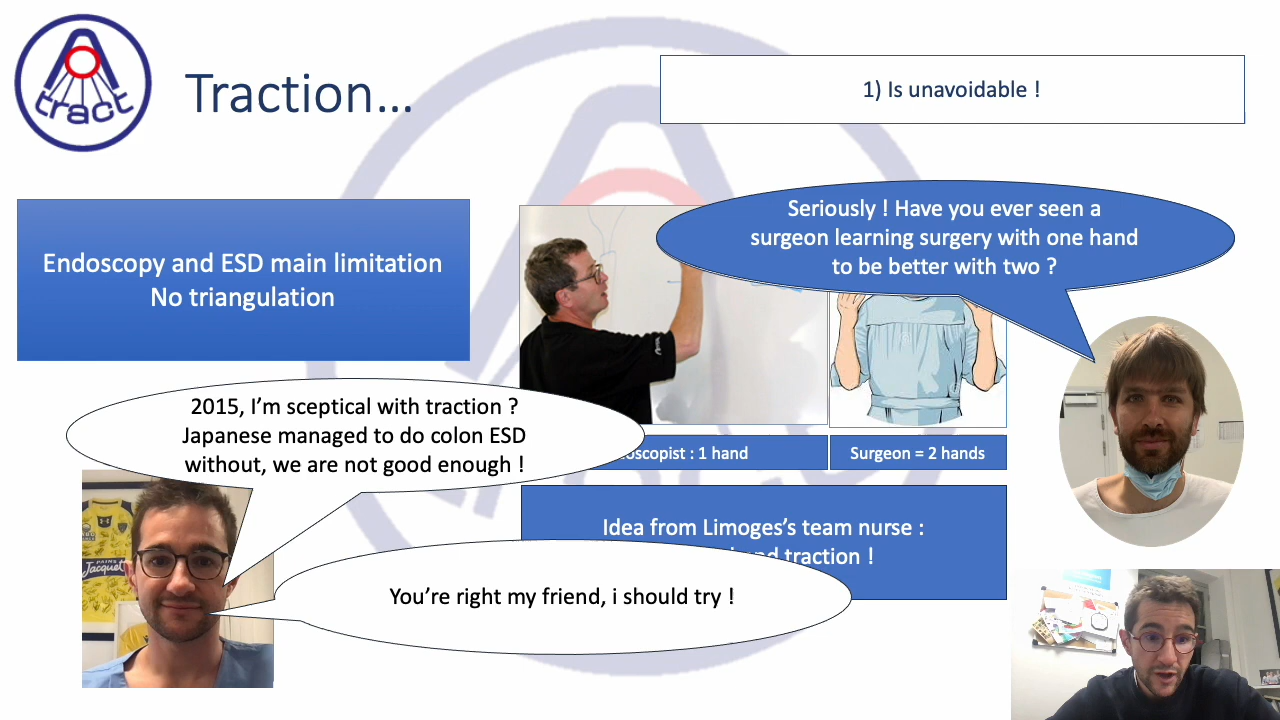 tract
Traction...
1) Is unavoidable !
Endoscopy and ESD main limitation
No triangulation
Seriously ! Have you ever seen a
surgeon learning surgery with one hand
to be better with two ?
2015, I'm sceptical with traction ?
Japanese managed to do colon ESD
without, we are not good enough !
: 1 hand
Surgeon = 2 hands
Idea from Limoges's team nurse :
traction !
You're right my friend, i should try !
Jacquet